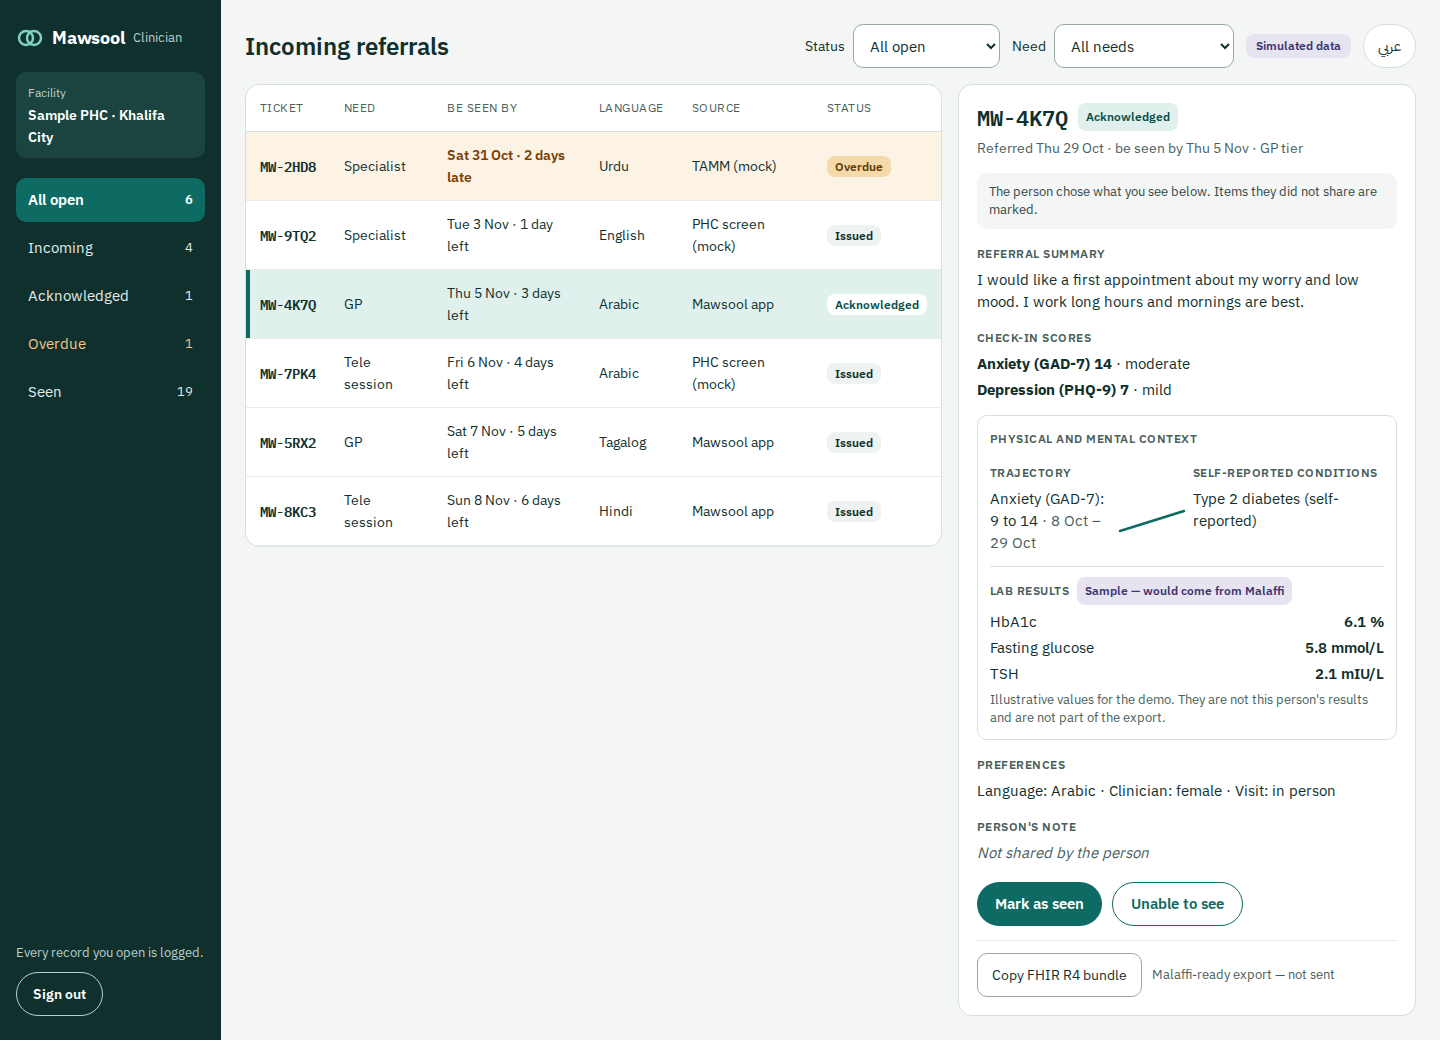 Mawsool Clinician
Facility
Sample PHC · Khalifa
City
All open 6
Incoming 4
Acknowledged 1
Overdue 1
Seen 19
Every record you open is logged.
Sign out
Incoming referrals
Status All open Need All needs Simulated data عربي
TICKET NEED BE SEEN BY LANGUAGE SOURCE STATUS
MW-2HD8 Specialist Sat 31 Oct · 2 days late Urdu TAMM (mock) Overdue
MW-9TQ2 Specialist Tue 3 Nov · 1 day left English PHC screen (mock) Issued
MW-4K7Q GP Thu 5 Nov · 3 days left Arabic Mawsool app Acknowledged
MW-7PK4 Tele session Fri 6 Nov · 4 days left Arabic PHC screen (mock) Issued
MW-5RX2 GP Sat 7 Nov · 5 days left Tagalog Mawsool app Issued
MW-8KC3 Tele session Sun 8 Nov · 6 days left Hindi Mawsool app Issued
MW-4K7Q Acknowledged
Referred Thu 29 Oct · be seen by Thu 5 Nov · GP tier
The person chose what you see below. Items they did not share are
marked.
REFERRAL SUMMARY
I would like a first appointment about my worry and low
mood. I work long hours and mornings are best.
CHECK-IN SCORES
Anxiety (GAD-7) 14 · moderate
Depression (PHQ-9) 7 · mild
PHYSICAL AND MENTAL CONTEXT
TRAJECTORY
Anxiety (GAD-7):
9 to 14 · 8 Oct –
29 Oct
SELF-REPORTED CONDITIONS
Type 2 diabetes (self-
reported)
LAB RESULTS Sample — would come from Malaffi
HbA1c 6.1 %
Fasting glucose 5.8 mmol/L
TSH 2.1 mIU/L
Illustrative values for the demo. They are not this person's results
and are not part of the export.
PREFERENCES
Language: Arabic · Clinician: female · Visit: in person
PERSON'S NOTE
Not shared by the person
Mark as seen Unable to see
Copy FHIR R4 bundle Malaffi-ready export — not sent